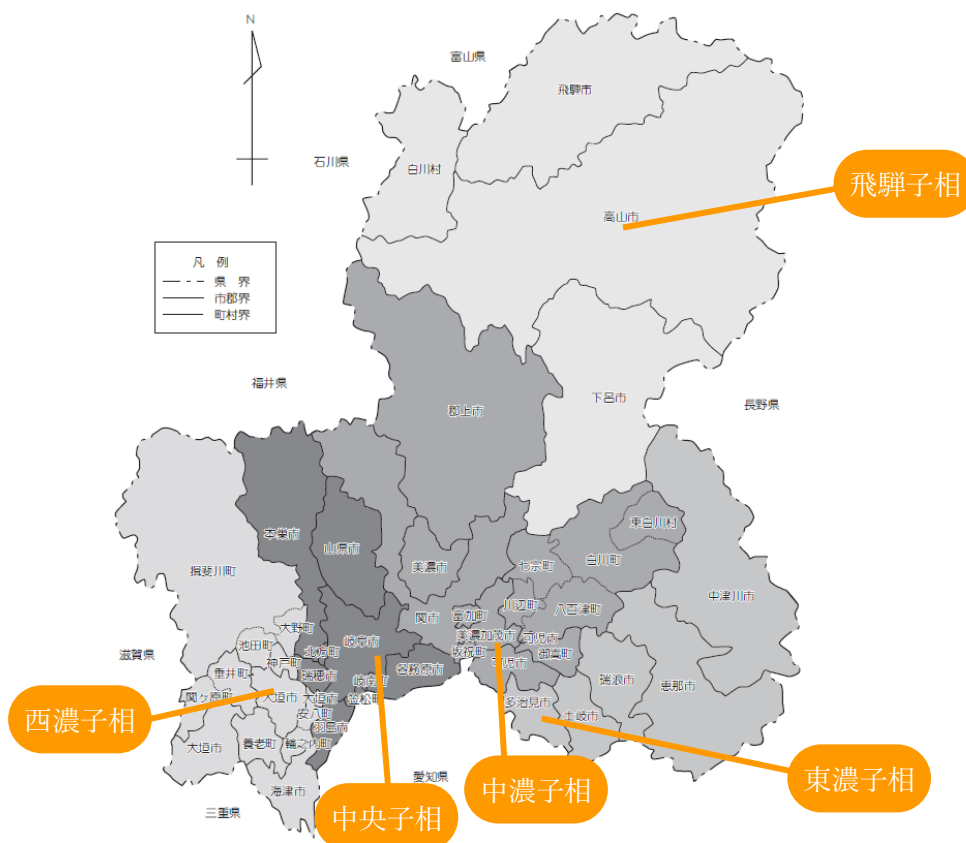 N
富山県
飛騨市
石川県
白川村
飛騨子相
高山市
凡 例
県 界
市郡界
町村界
福井県
郡上市
下呂市
長野県
東白川村
本巣市
山県市
美濃市
七宗町
白川町
揖斐川町
中津川市
川辺町
八百津町
関市
富加町
大野町
池田町
岐阜市
美濃加茂市
可児市
滋賀県
北方町
坂祝町
御嵩町
神戸町
垂井町
瑞穂市
各務原市
可児市
瑞浪市
恵那市
関ヶ原町
大垣市
大垣市
岐南町
笠松町
多治見市
土岐市
西濃子相
安八町
羽島市
大垣市
養老町
輪之内町
愛知県
東濃子相
海津市
中濃子相
三重県
中央子相